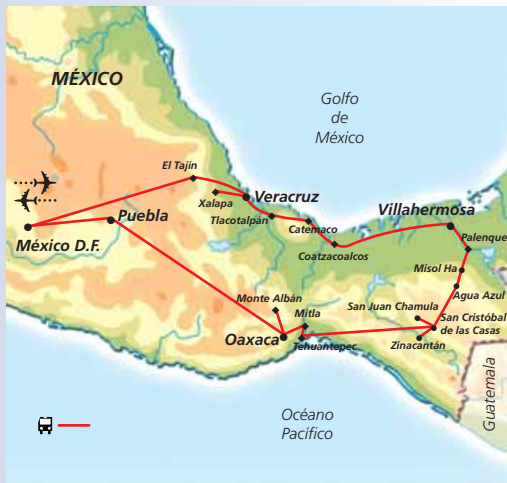 MÉXICO
Golfo
de
México
El Tajín
Xalapa
Veracruz
Tlacotalpán
Catemaco
Villahermosa
Puebla
México D.F.
Coatzacoalcos
Palenque
Misol Ha
Agua Azul
Monte Albán
Mitla
San Juan Chamula
San Cristóbal
de las Casas
Oaxaca
Tehuantepec
Zinacantán
Guatemala
Océano
Pacífico